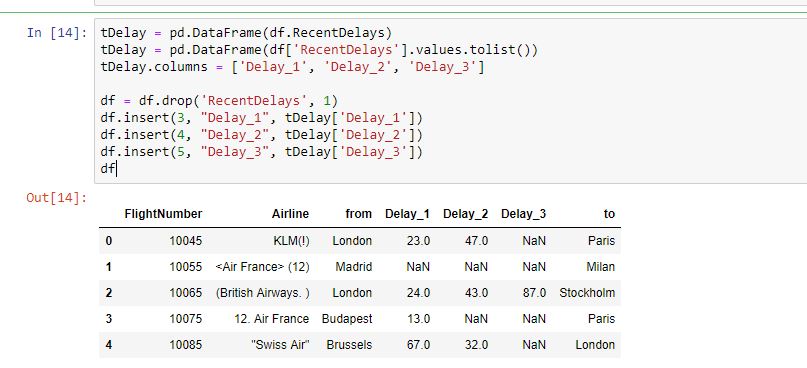 In [14]: tDelay = pd.DataFrame(df.RecentDelays)
tDelay = pd.DataFrame(df['RecentDelays'].values.tolist())
tDelay.columns = ['Delay_1', 'Delay_2', 'Delay_3']
df = df.drop('RecentDelays', 1)
df.insert(3, "Delay_1", tDelay['Delay_1'])
df.insert(4, "Delay_2", tDelay['Delay_2'])
df.insert(5, "Delay_3", tDelay['Delay_3'])
df
Out[14]:
FlightNumber Airline from Delay_1 Delay_2 Delay_3 to
0 10045 KLM(!) London 23.0 47.0 NaN Paris
1 10055 <Air France> (12) Madrid NaN NaN NaN Milan
2 10065 (British Airways. ) London 24.0 43.0 87.0 Stockholm
3 10075 12. Air France Budapest 13.0 NaN NaN Paris
4 10085 "Swiss Air" Brussels 67.0 32.0 NaN London